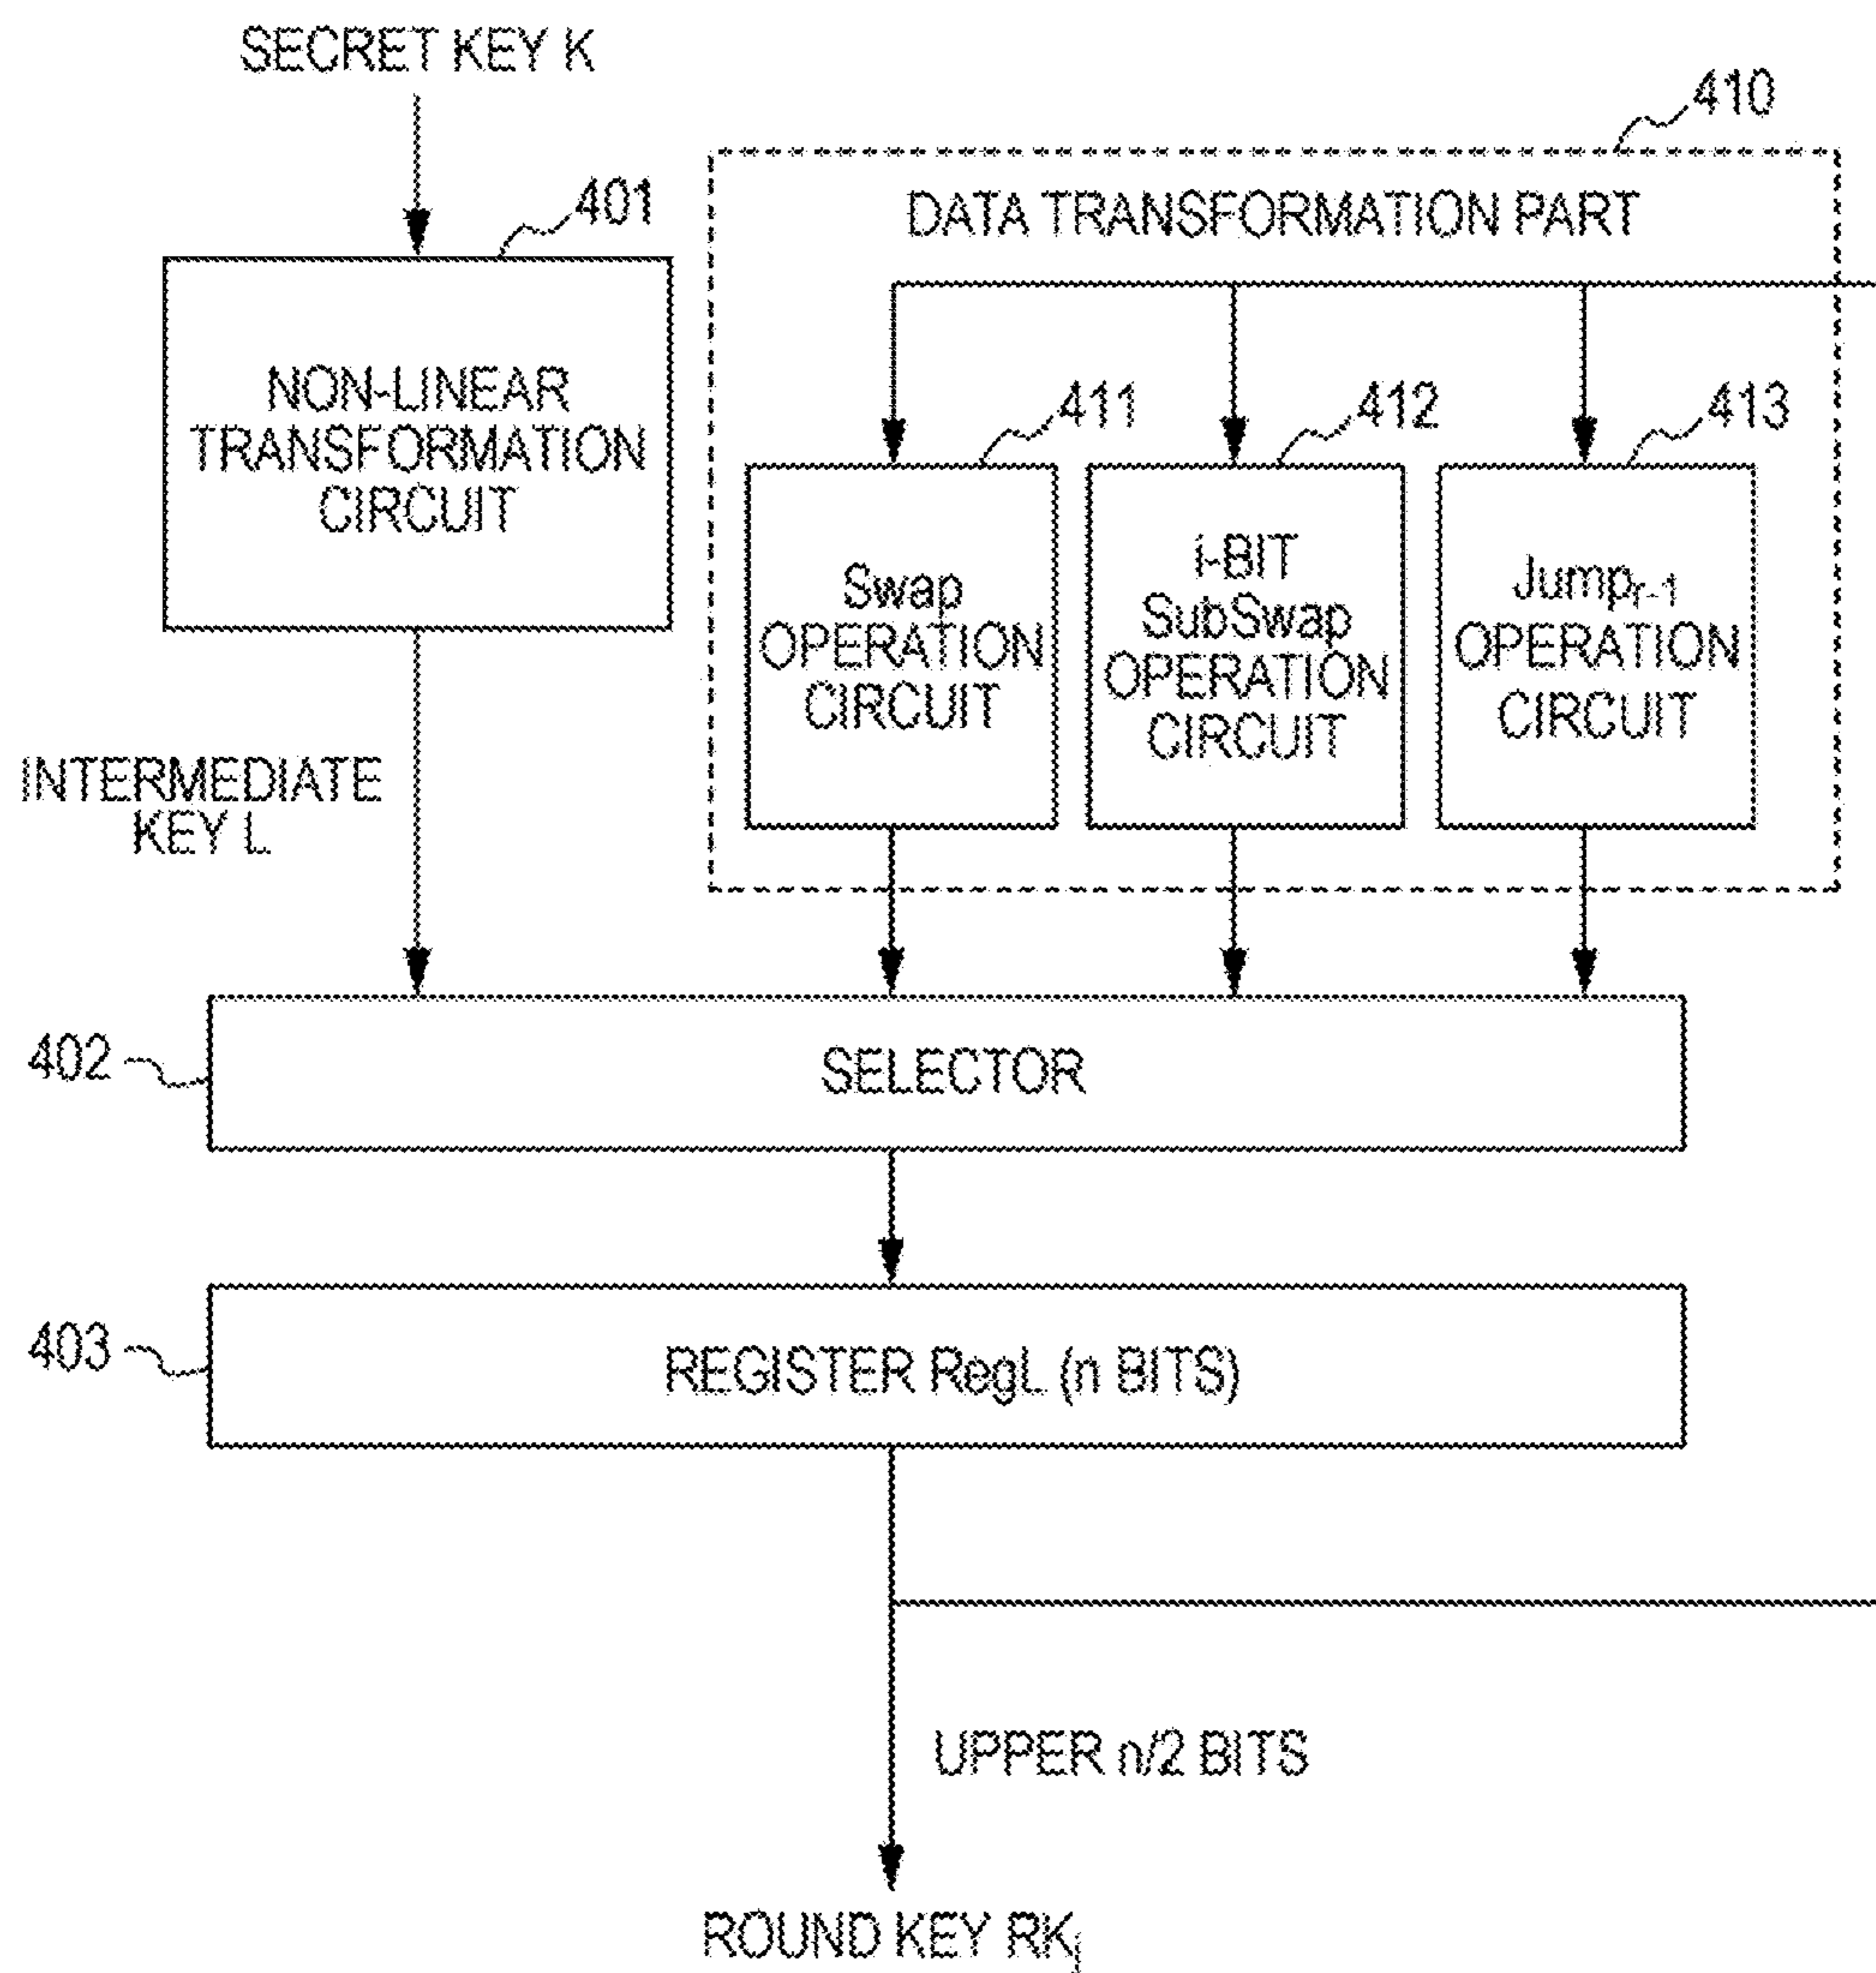 SECRET KEY K
410
401
DATA TRANSFORMATION PART
NON-LINEAR
TRANSFORMATION
CIRCUIT
411
412
413
Swap
OPERATION
CIRCUIT
i-BIT
SubSwap
OPERATION
CIRCUIT
Jumpr-1
OPERATION
CIRCUIT
INTERMEDIATE
KEY L
402
SELECTOR
403
REGISTER RegL (n BITS)
UPPER n/2 BITS
ROUND KEY RKj